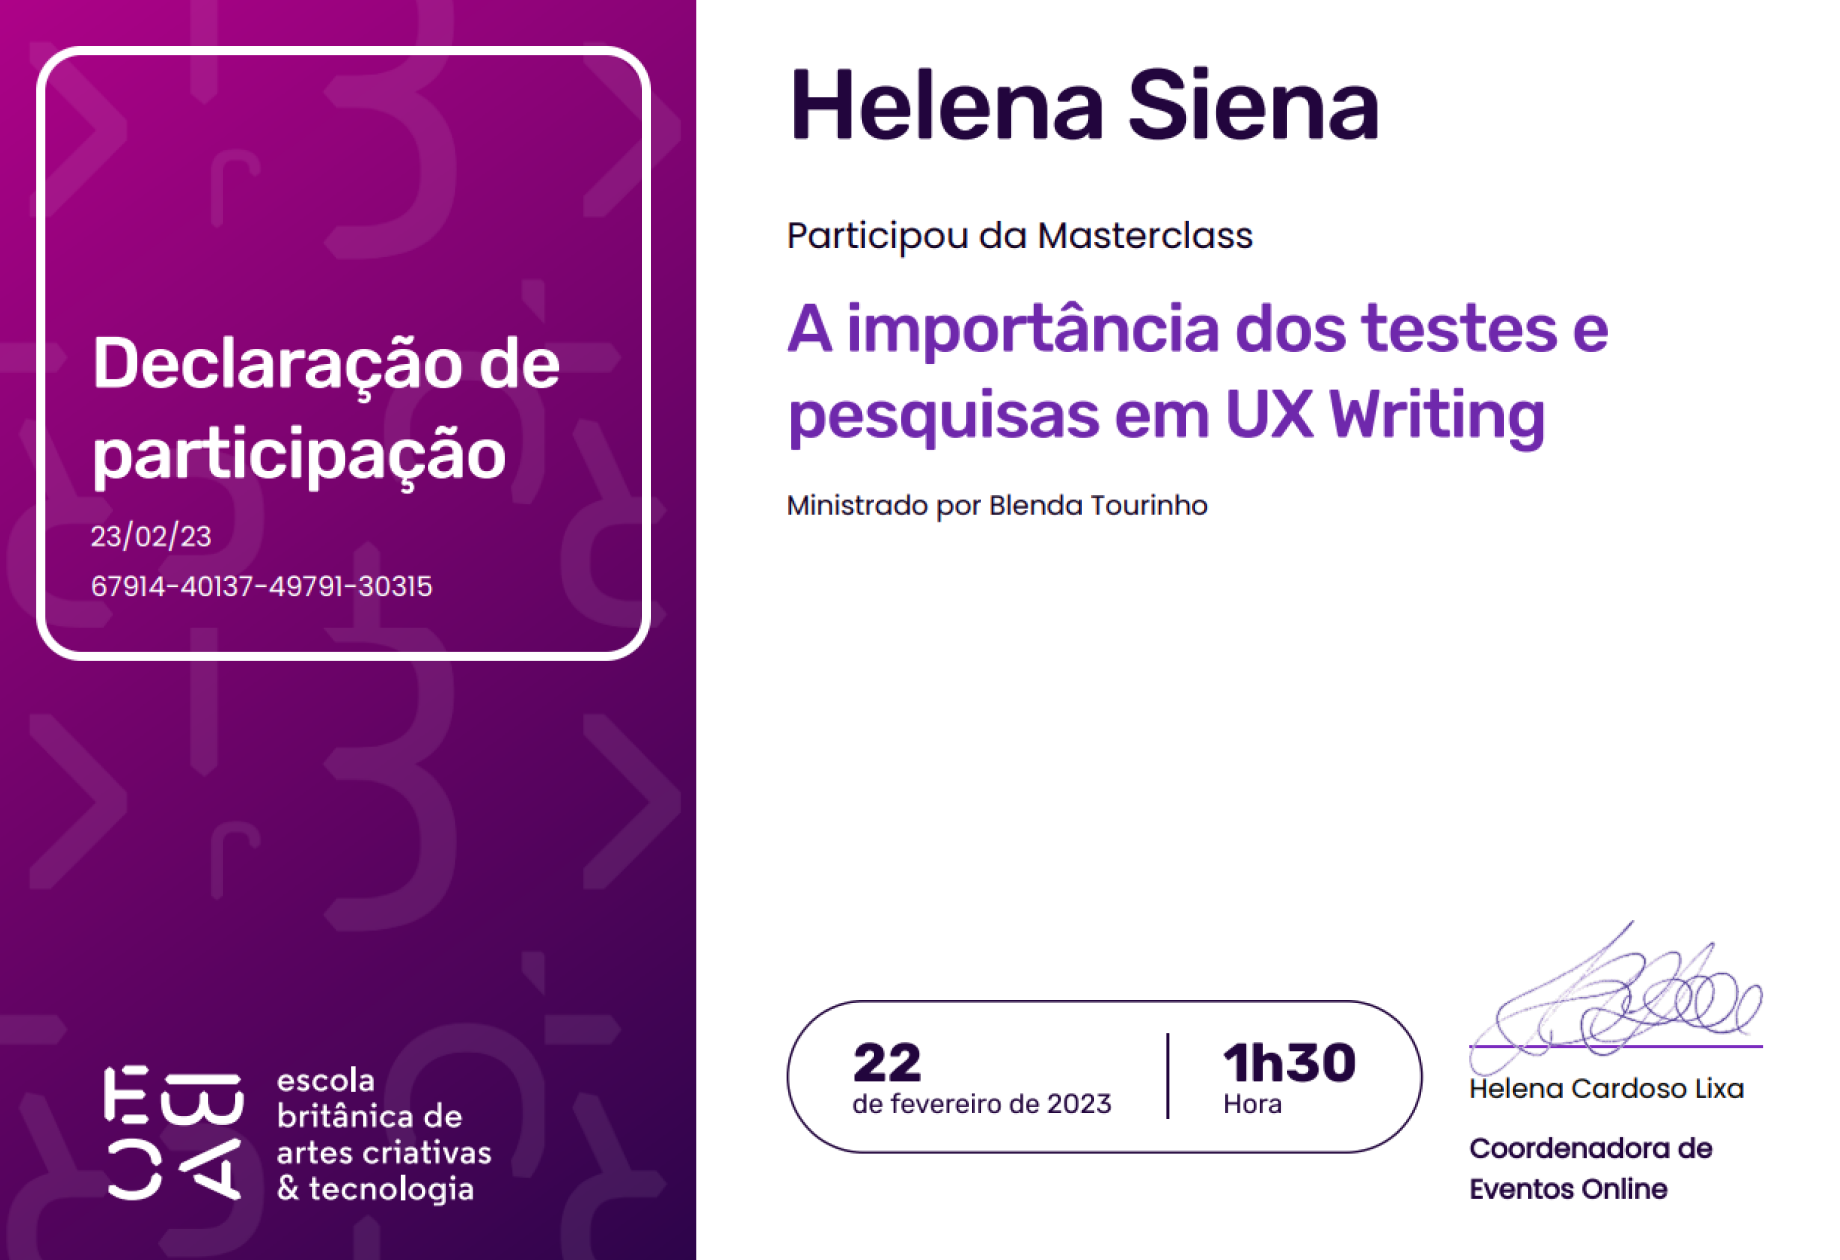 Declaração de
participação
23/02/23
67914-40137-49791-30315
EBAC
escola
britânica de
artes criativas
& tecnologia
Helena Siena
Participou da Masterclass
A importância dos testes e
pesquisas em UX Writing
Ministrado por Blenda Tourinho
22
de fevereiro de 2023
1h30
Hora
Helena Cardoso Lixa
Coordenadora de
Eventos Online